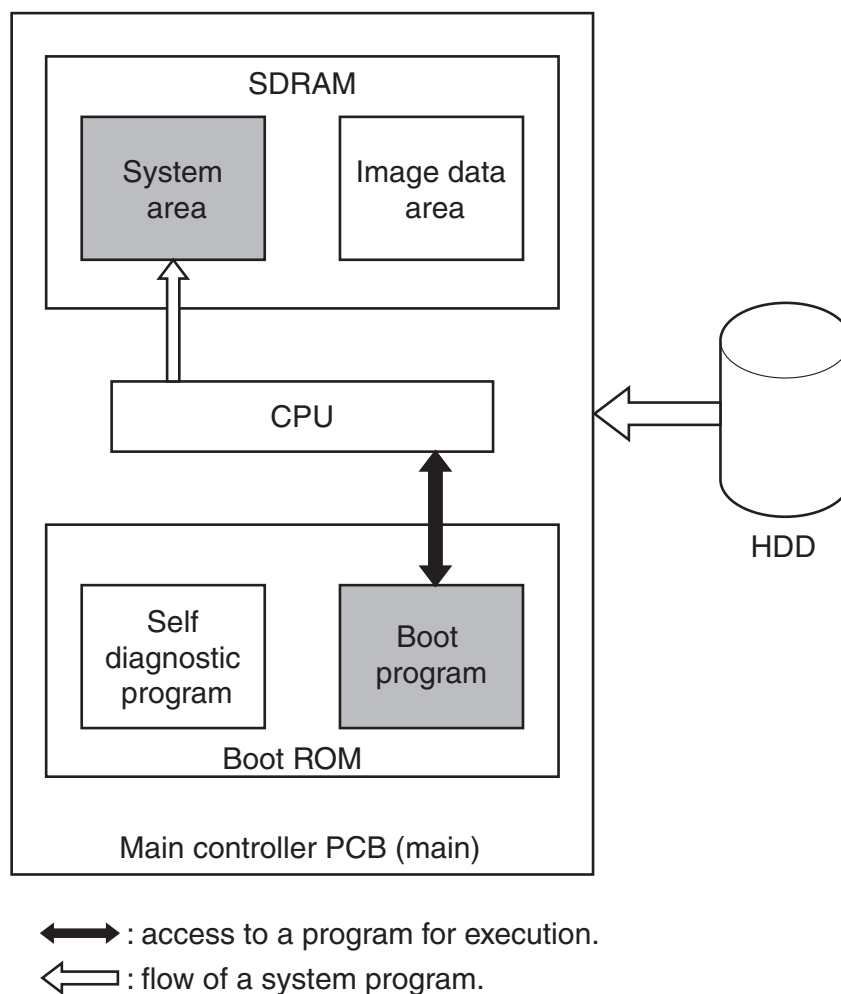 SDRAM
System
area
Image data
area
CPU
HDD
Self
diagnostic
program
Boot
program
Boot ROM
Main controller PCB (main)
: access to a program for execution.
: flow of a system program.